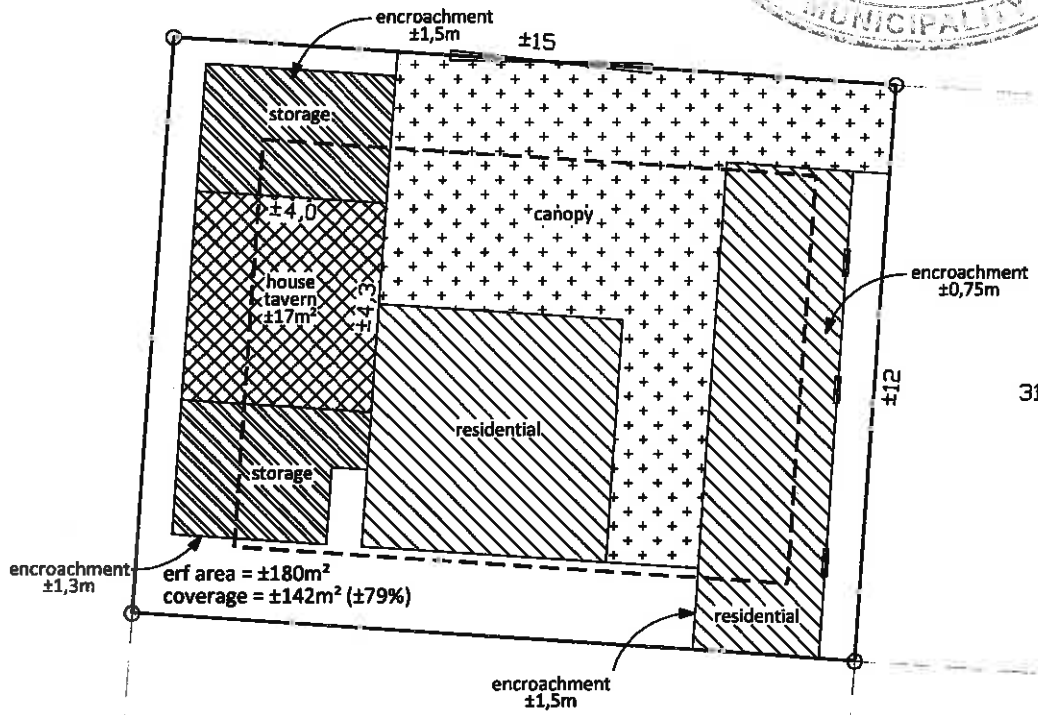 MUNICIPALITY
encroachment
±1,5m
±15
storage
canopy
±4,0
house
tavern
±17m²
±4,3
encroachment
±0,75m
±12
31
residential
storage
encroachment
±1,3m
erf area = ±180m²
coverage = ±142m² (±79%)
residential
encroachment
±1,5m